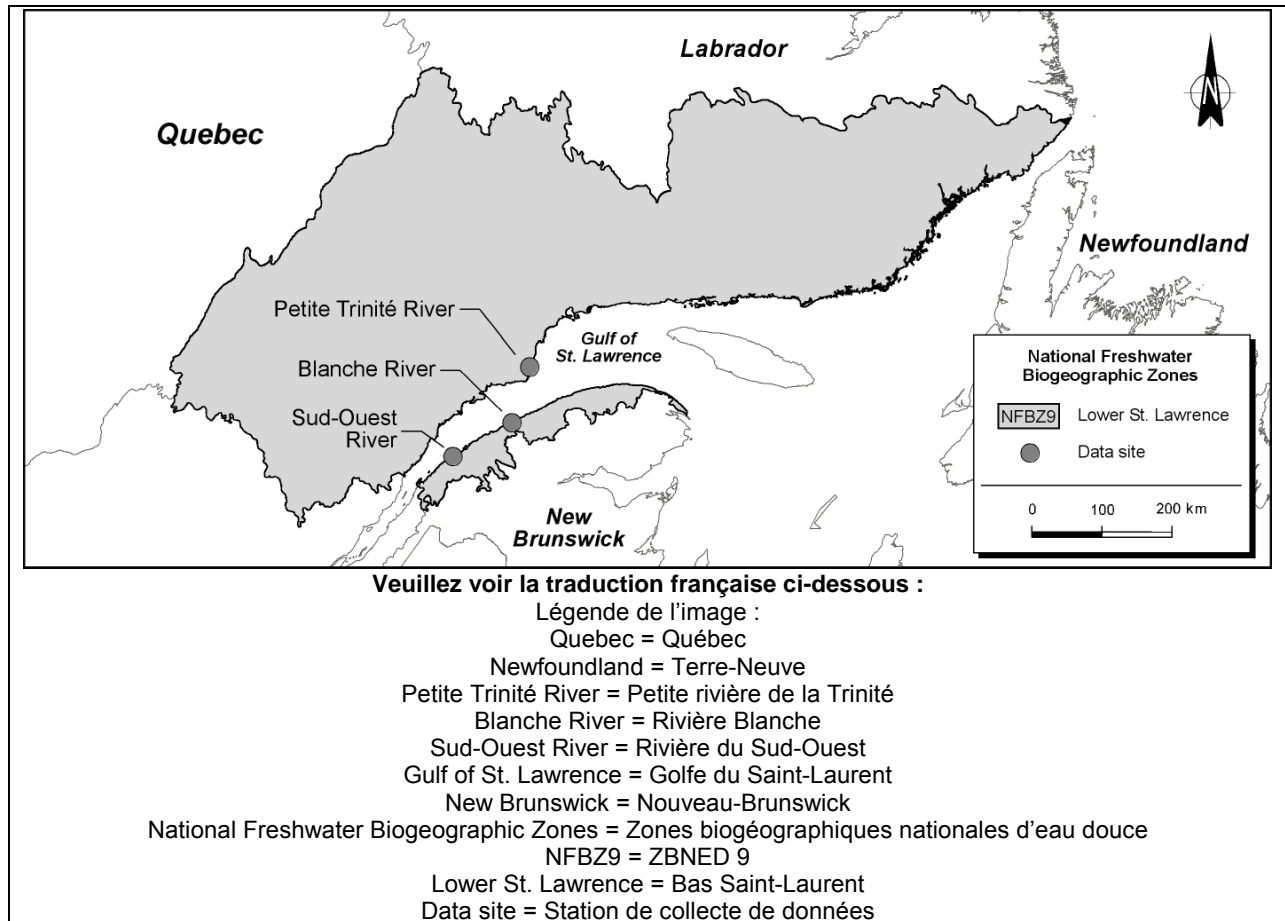 Labrador
Quebec
N
Newfoundland
Petite Trinité River
Gulf of
St. Lawrence
Blanche River
Sud-Ouest
River
New
Brunswick
National Freshwater
Biogeographic Zones
NFBZ9 Lower St. Lawrence
Data site
0 100 200 km
Veuillez voir la traduction française ci-dessous :
Légende de l’image :
Quebec = Québec
Newfoundland = Terre-Neuve
Petite Trinité River = Petite rivière de la Trinité
Blanche River = Rivière Blanche
Sud-Ouest River = Rivière du Sud-Ouest
Gulf of St. Lawrence = Golfe du Saint-Laurent
New Brunswick = Nouveau-Brunswick
National Freshwater Biogeographic Zones = Zones biogéographiques nationales d’eau douce
NFBZ9 = ZBNED 9
Lower St. Lawrence = Bas Saint-Laurent
Data site = Station de collecte de données